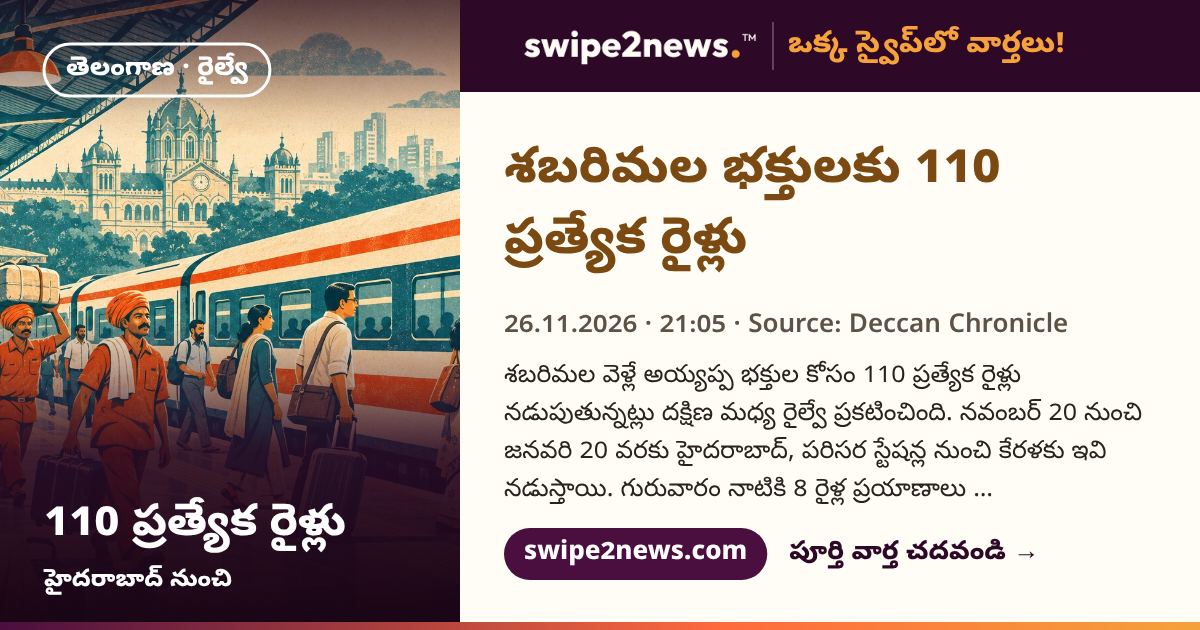 తెలంగాణ · రైల్వే
110 ప్రత్యేక రైళ్లు
హైదరాబాద్ నుంచి
swipe2news.™
ఒక్క స్వైప్‌లో వార్తలు!
శబరిమల భక్తులకు 110
ప్రత్యేక రైళ్లు
26.11.2026 · 21:05 · Source: Deccan Chronicle
శబరిమల వెళ్లే అయ్యప్ప భక్తుల కోసం 110 ప్రత్యేక రైళ్లు
నడుపుతున్నట్లు దక్షిణ మధ్య రైల్వే ప్రకటించింది. నవంబర్ 20 నుంచి
జనవరి 20 వరకు హైదరాబాద్, పరిసర స్టేషన్ల నుంచి కేరళకు ఇవి
నడుస్తాయి. గురువారం నాటికి 8 రైళ్ల ప్రయాణాలు ...
swipe2news.com
పూర్తి వార్త చదవండి →